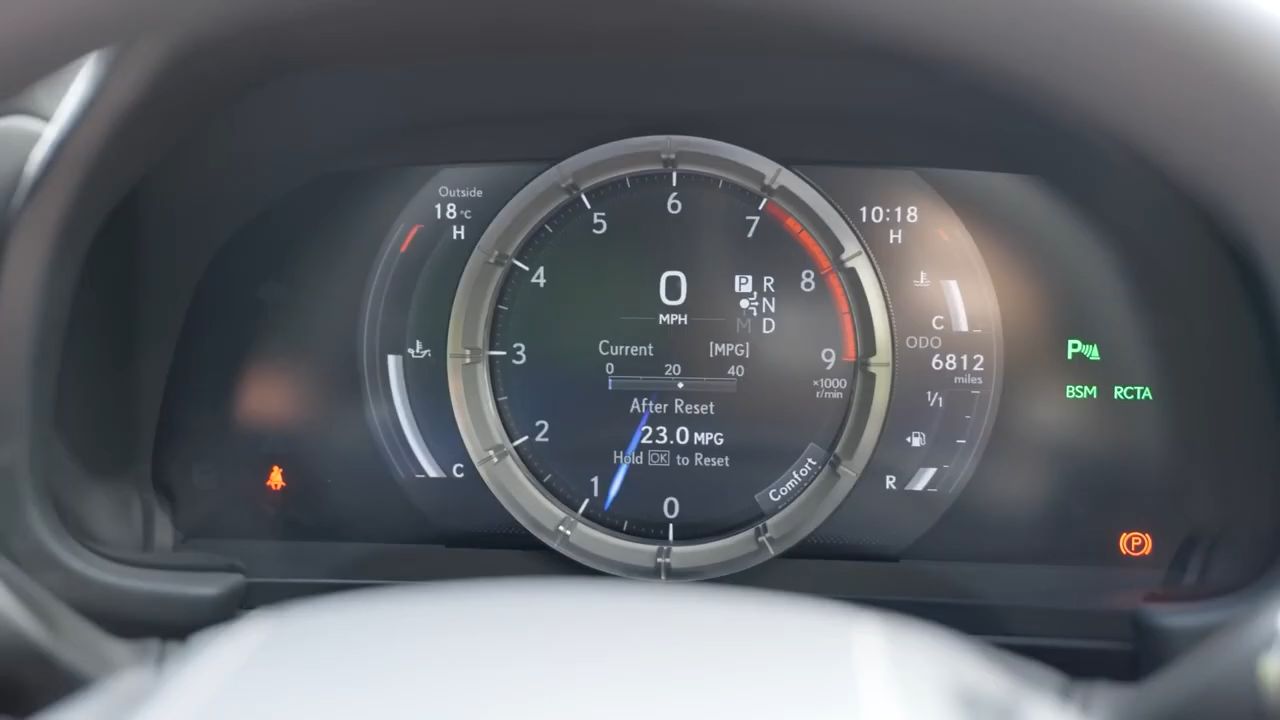 Outside
18°C
H
C
0
1
2
3
4
5
6
7
8
9
×1000
r/min
0
MPH
P R
N
M D
Current [MPG]
0 20 40
After Reset
23.0 MPG
Hold OK to Reset
Comfort
10:18
H
C
ODO
6812
miles
1/1
R
P
BSM RCTA
P